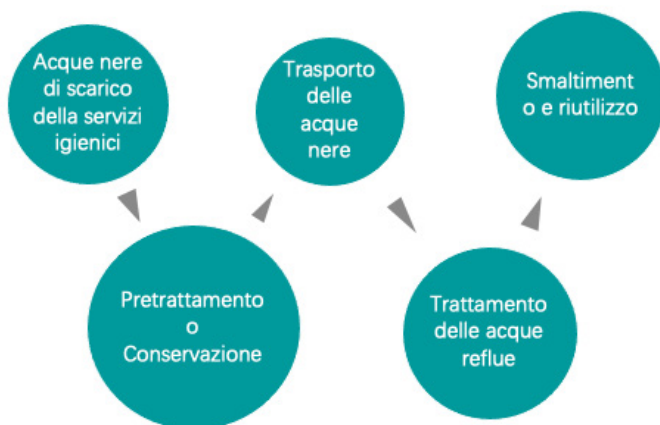 Acque nere
di scarico
della servizi
igienici
Pretrattamento
o
Conservazione
Trasporto
delle
acque
nere
Trattamento
delle acque
reflue
Smaltiment
o e riutilizzo